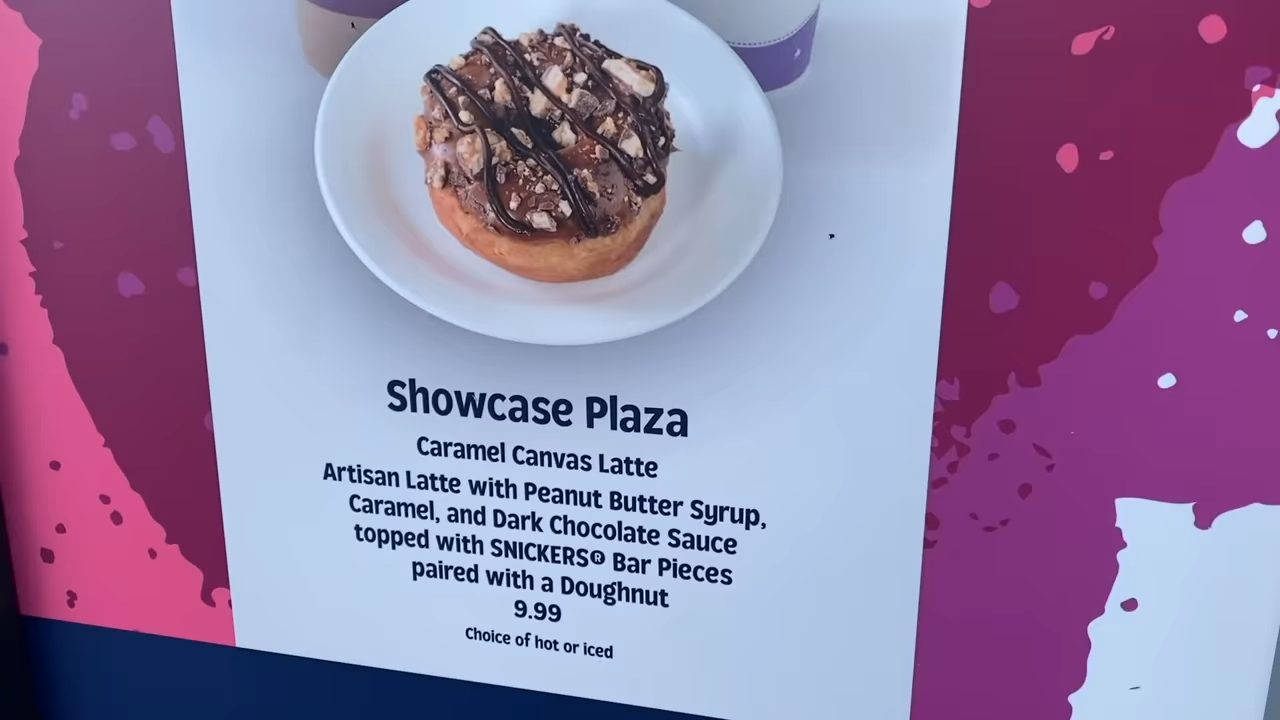 Showcase Plaza
Caramel Canvas Latte
Artisan Latte with Peanut Butter Syrup,
Caramel, and Dark Chocolate Sauce
topped with SNICKERS® Bar Pieces
paired with a Doughnut
9.99
Choice of hot or iced